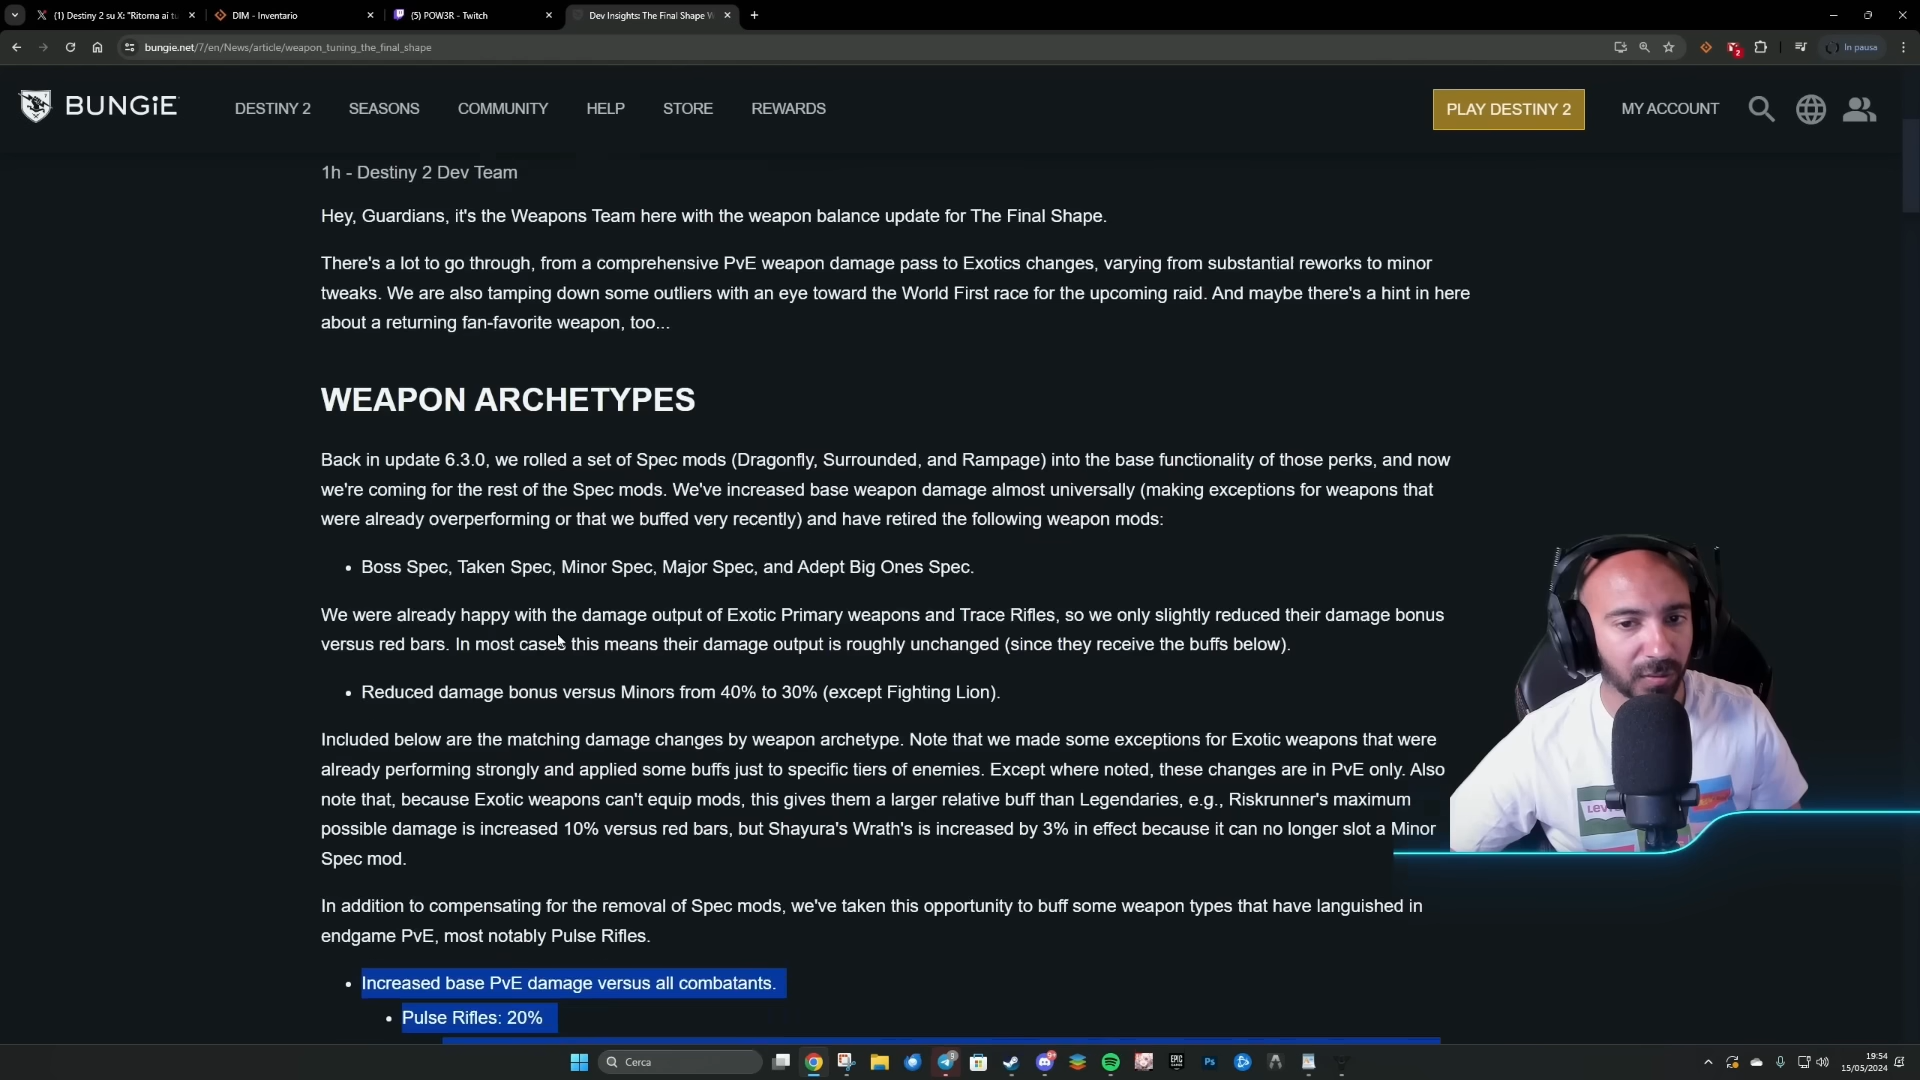 (1) Destiny 2 su X: "Ritorna ai tu
DIM - Inventario
(5) POW3R - Twitch
Dev Insights: The Final Shape W
bungie.net/7/en/News/article/weapon_tuning_the_final_shape
2
In pausa
BUNGiE
DESTINY 2
SEASONS
COMMUNITY
HELP
STORE
REWARDS
PLAY DESTINY 2
MY ACCOUNT
1h - Destiny 2 Dev Team
Hey, Guardians, it's the Weapons Team here with the weapon balance update for The Final Shape.
There's a lot to go through, from a comprehensive PvE weapon damage pass to Exotics changes, varying from substantial reworks to minor
tweaks. We are also tamping down some outliers with an eye toward the World First race for the upcoming raid. And maybe there's a hint in here
about a returning fan-favorite weapon, too...
WEAPON ARCHETYPES
Back in update 6.3.0, we rolled a set of Spec mods (Dragonfly, Surrounded, and Rampage) into the base functionality of those perks, and now
we're coming for the rest of the Spec mods. We've increased base weapon damage almost universally (making exceptions for weapons that
were already overperforming or that we buffed very recently) and have retired the following weapon mods:
• Boss Spec, Taken Spec, Minor Spec, Major Spec, and Adept Big Ones Spec.
We were already happy with the damage output of Exotic Primary weapons and Trace Rifles, so we only slightly reduced their damage bonus
versus red bars. In most cases this means their damage output is roughly unchanged (since they receive the buffs below).
• Reduced damage bonus versus Minors from 40% to 30% (except Fighting Lion).
Included below are the matching damage changes by weapon archetype. Note that we made some exceptions for Exotic weapons that were
already performing strongly and applied some buffs just to specific tiers of enemies. Except where noted, these changes are in PvE only. Also
note that, because Exotic weapons can't equip mods, this gives them a larger relative buff than Legendaries, e.g., Riskrunner's maximum
possible damage is increased 10% versus red bars, but Shayura's Wrath's is increased by 3% in effect because it can no longer slot a Minor
Spec mod.
In addition to compensating for the removal of Spec mods, we've taken this opportunity to buff some weapon types that have languished in
endgame PvE, most notably Pulse Rifles.
• Increased base PvE damage versus all combatants.
• Pulse Rifles: 20%
Cerca
EPIC
Ps
19:54
15/05/2024